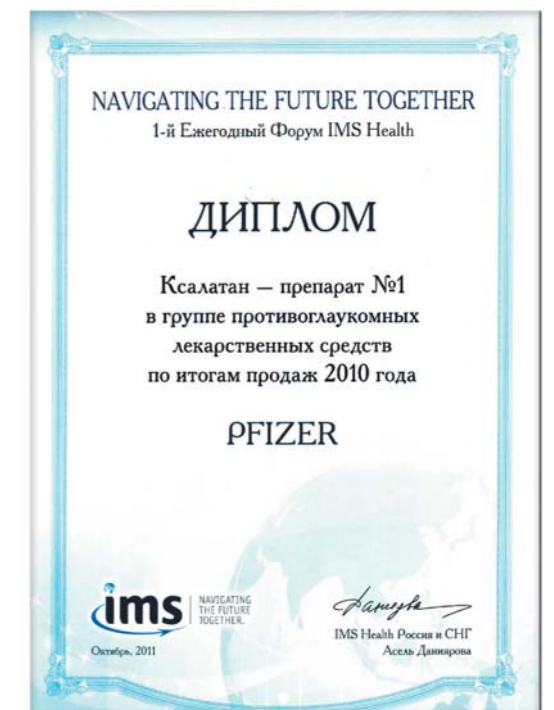 NAVIGATING THE FUTURE TOGETHER
1-й Ежегодный Форум IMS Health
ДИПЛОМ
Ксалатан — препарат №1
в группе противоглаукомных
лекарственных средств
по итогам продаж 2010 года
PFIZER
ims
NAVIGATING
THE FUTURE
TOGETHER.
Октябрь, 2011
IMS Health Россия и СНГ
Асель Даниярова